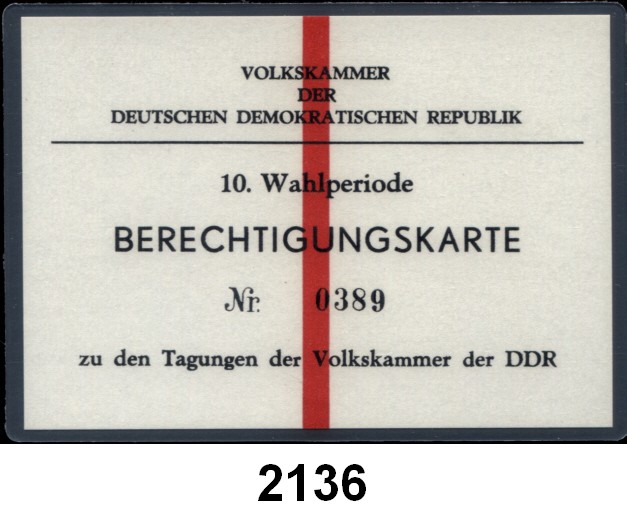 VOLKSKAMMER
DER
DEUTSCHEN DEMOKRATISCHEN REPUBLIK
10. Wahlperiode
BERECHTIGUNGSKARTE
Nr. 0389
zu den Tagungen der Volkskammer der DDR
2136